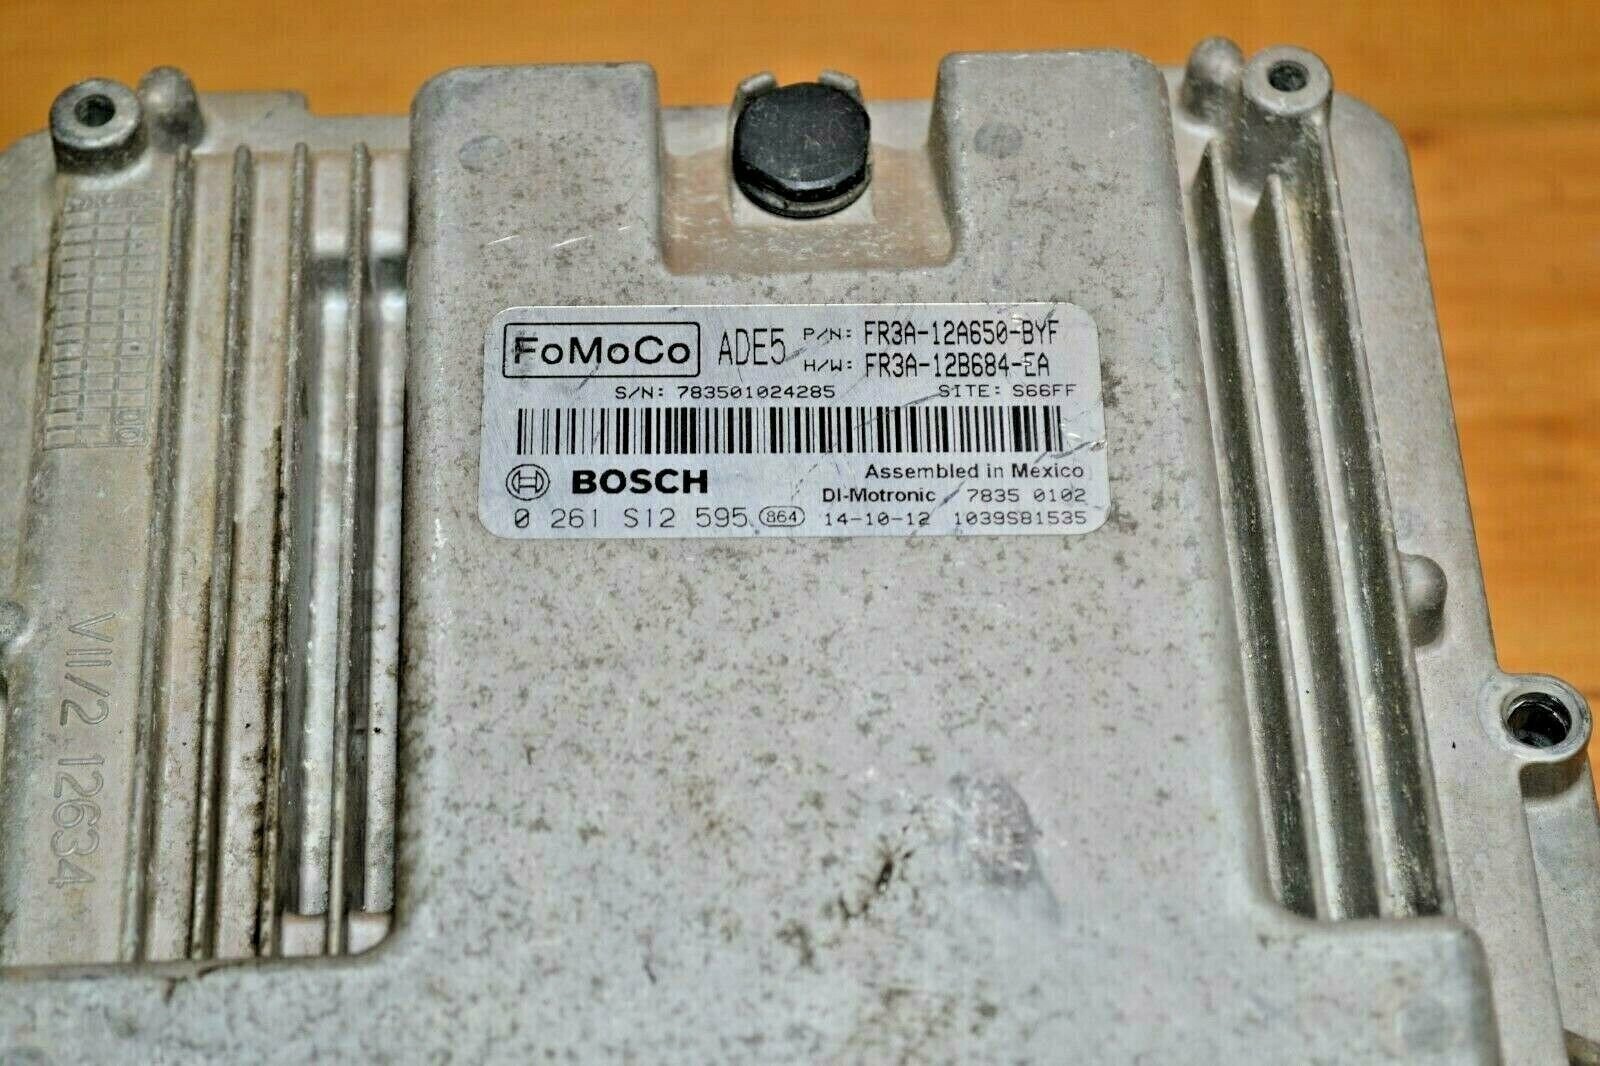 FoMoCo ADE5 P/N: FR3A-12A650-BYF
H/W: FR3A-12B684-EA
S/N: 783501024285 SITE: S66FF
BOSCH Assembled in Mexico
DI-Motronic 7835 0102
0 261 S12 595 864 14-10-12 1039S81535
VII/2 12634